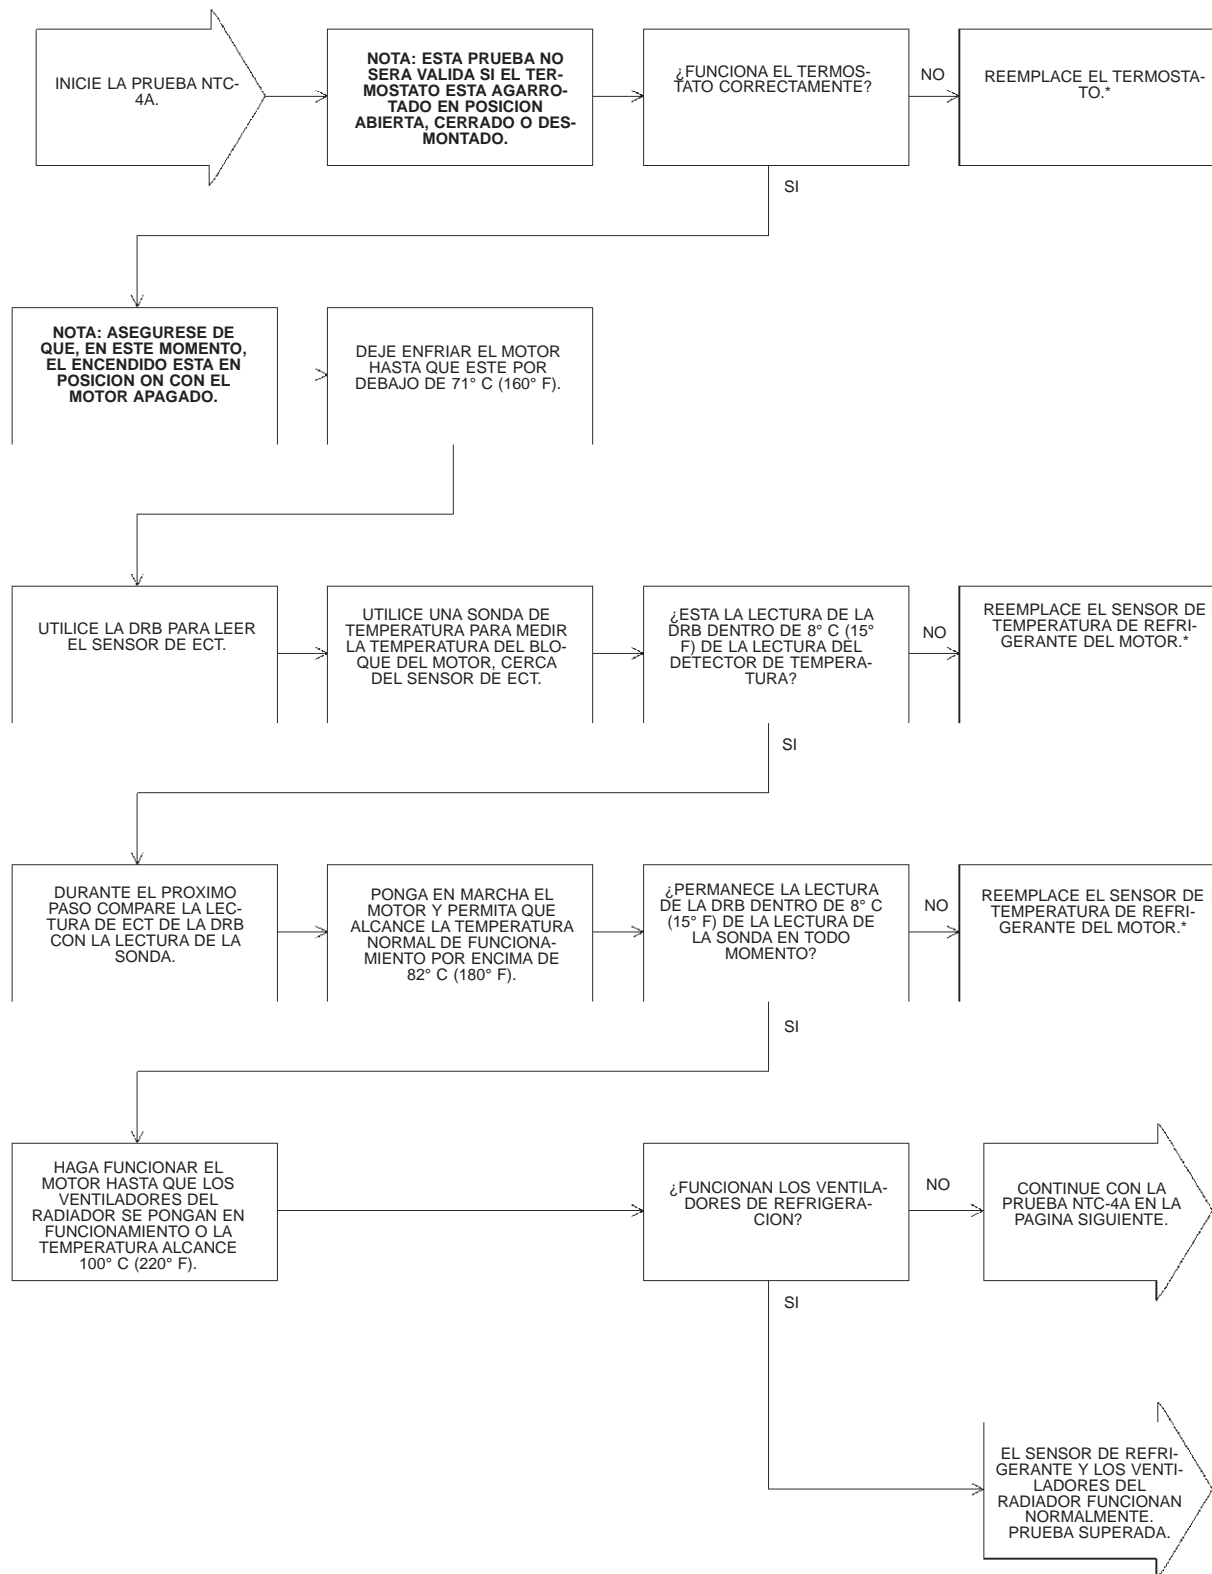 INICIE LA PRUEBA NTC-
4A.
NOTA: ESTA PRUEBA NO
SERA VALIDA SI EL TER-
MOSTATO ESTA AGARRO-
TADO EN POSICION
ABIERTA, CERRADO O DES-
MONTADO.
¿FUNCIONA EL TERMOS-
TATO CORRECTAMENTE?
NO
REEMPLACE EL TERMOSTA-
TO.*
SI
NOTA: ASEGURESE DE
QUE, EN ESTE MOMENTO,
EL ENCENDIDO ESTA EN
POSICION ON CON EL
MOTOR APAGADO.
DEJE ENFRIAR EL MOTOR
HASTA QUE ESTE POR
DEBAJO DE 71° C (160° F).
UTILICE LA DRB PARA LEER
EL SENSOR DE ECT.
UTILICE UNA SONDA DE
TEMPERATURA PARA MEDIR
LA TEMPERATURA DEL BLO-
QUE DEL MOTOR, CERCA
DEL SENSOR DE ECT.
¿ESTA LA LECTURA DE LA
DRB DENTRO DE 8° C (15°
F) DE LA LECTURA DEL
DETECTOR DE TEMPERA-
TURA?
NO
REEMPLACE EL SENSOR DE
TEMPERATURA DE REFRI-
GERANTE DEL MOTOR.*
SI
DURANTE EL PROXIMO
PASO COMPARE LA LEC-
TURA DE ECT DE LA DRB
CON LA LECTURA DE LA
SONDA.
PONGA EN MARCHA EL
MOTOR Y PERMITA QUE
ALCANCE LA TEMPERATURA
NORMAL DE FUNCIONA-
MIENTO POR ENCIMA DE
82° C (180° F).
¿PERMANECE LA LECTURA
DE LA DRB DENTRO DE 8° C
(15° F) DE LA LECTURA DE
LA SONDA EN TODO
MOMENTO?
NO
REEMPLACE EL SENSOR DE
TEMPERATURA DE REFRI-
GERANTE DEL MOTOR.*
SI
HAGA FUNCIONAR EL
MOTOR HASTA QUE LOS
VENTILADORES DEL
RADIADOR SE PONGAN EN
FUNCIONAMIENTO O LA
TEMPERATURA ALCANCE
100° C (220° F).
¿FUNCIONAN LOS VENTILA-
DORES DE REFRIGERA-
CION?
NO
CONTINUE CON LA
PRUEBA NTC-4A EN LA
PAGINA SIGUIENTE.
SI
EL SENSOR DE REFRI-
GERANTE Y LOS VENTI-
LADORES DEL
RADIADOR FUNCIONAN
NORMALMENTE.
PRUEBA SUPERADA.